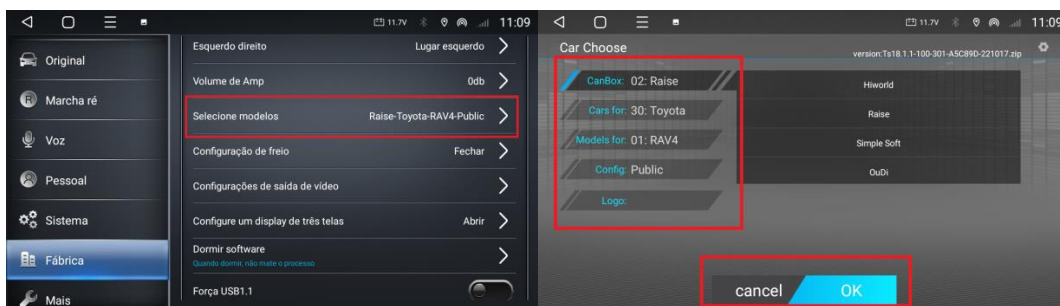 11.7V 11:09
Original
Marcha ré
Voz
Pessoal
Sistema
Fábrica
Mais
Esquerdo direito Lugar esquerdo
Volume de Amp 0db
Selecione modelos Raise-Toyota-RAV4-Public
Configuração de freio Fechar
Configurações de saída de vídeo
Configure um display de três telas Abrir
Dormir software
Quando dormir, não mate o processo
Força USB1.1
11.7V 11:09
Car Choose
version:Ts18.1.1-100-301-A5C89D-221017.zip
CanBox: 02: Raise
Cars for: 30: Toyota
Models for: 01: RAV4
Config: Public
Logo:
Hiworld
Raise
Simple Soft
OuDi
cancel OK